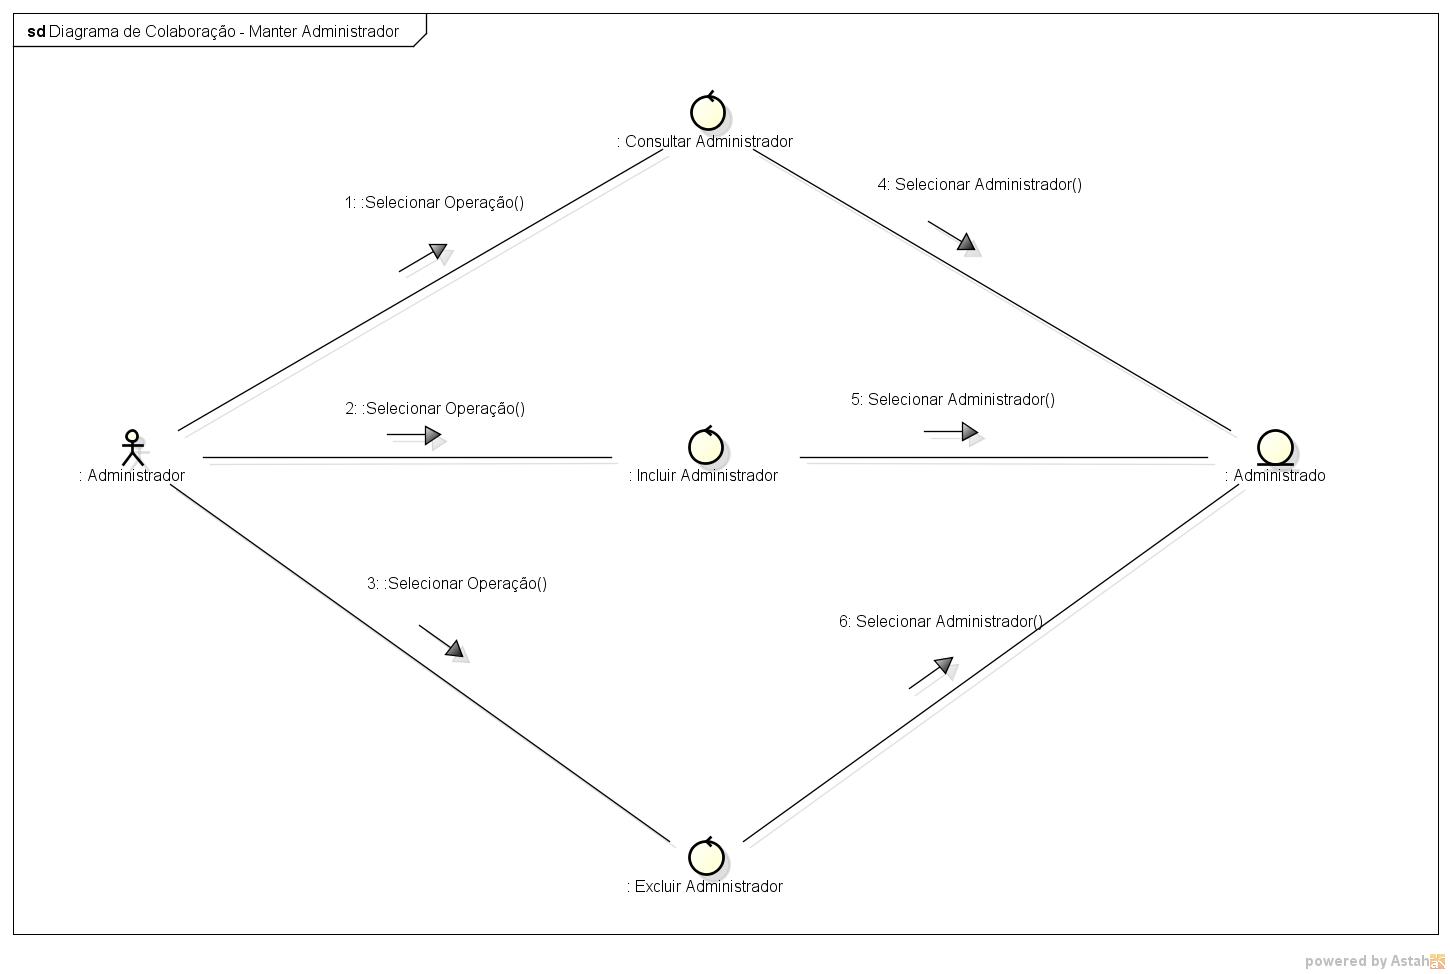 sd Diagrama de Colaboração - Manter Administrador
: Consultar Administrador
4: Selecionar Administrador()
1: :Selecionar Operação()
5: Selecionar Administrador()
2: :Selecionar Operação()
: Administrador
: Incluir Administrador
: Administrado
3: :Selecionar Operação()
6: Selecionar Administrador()
: Excluir Administrador
powered by Astah